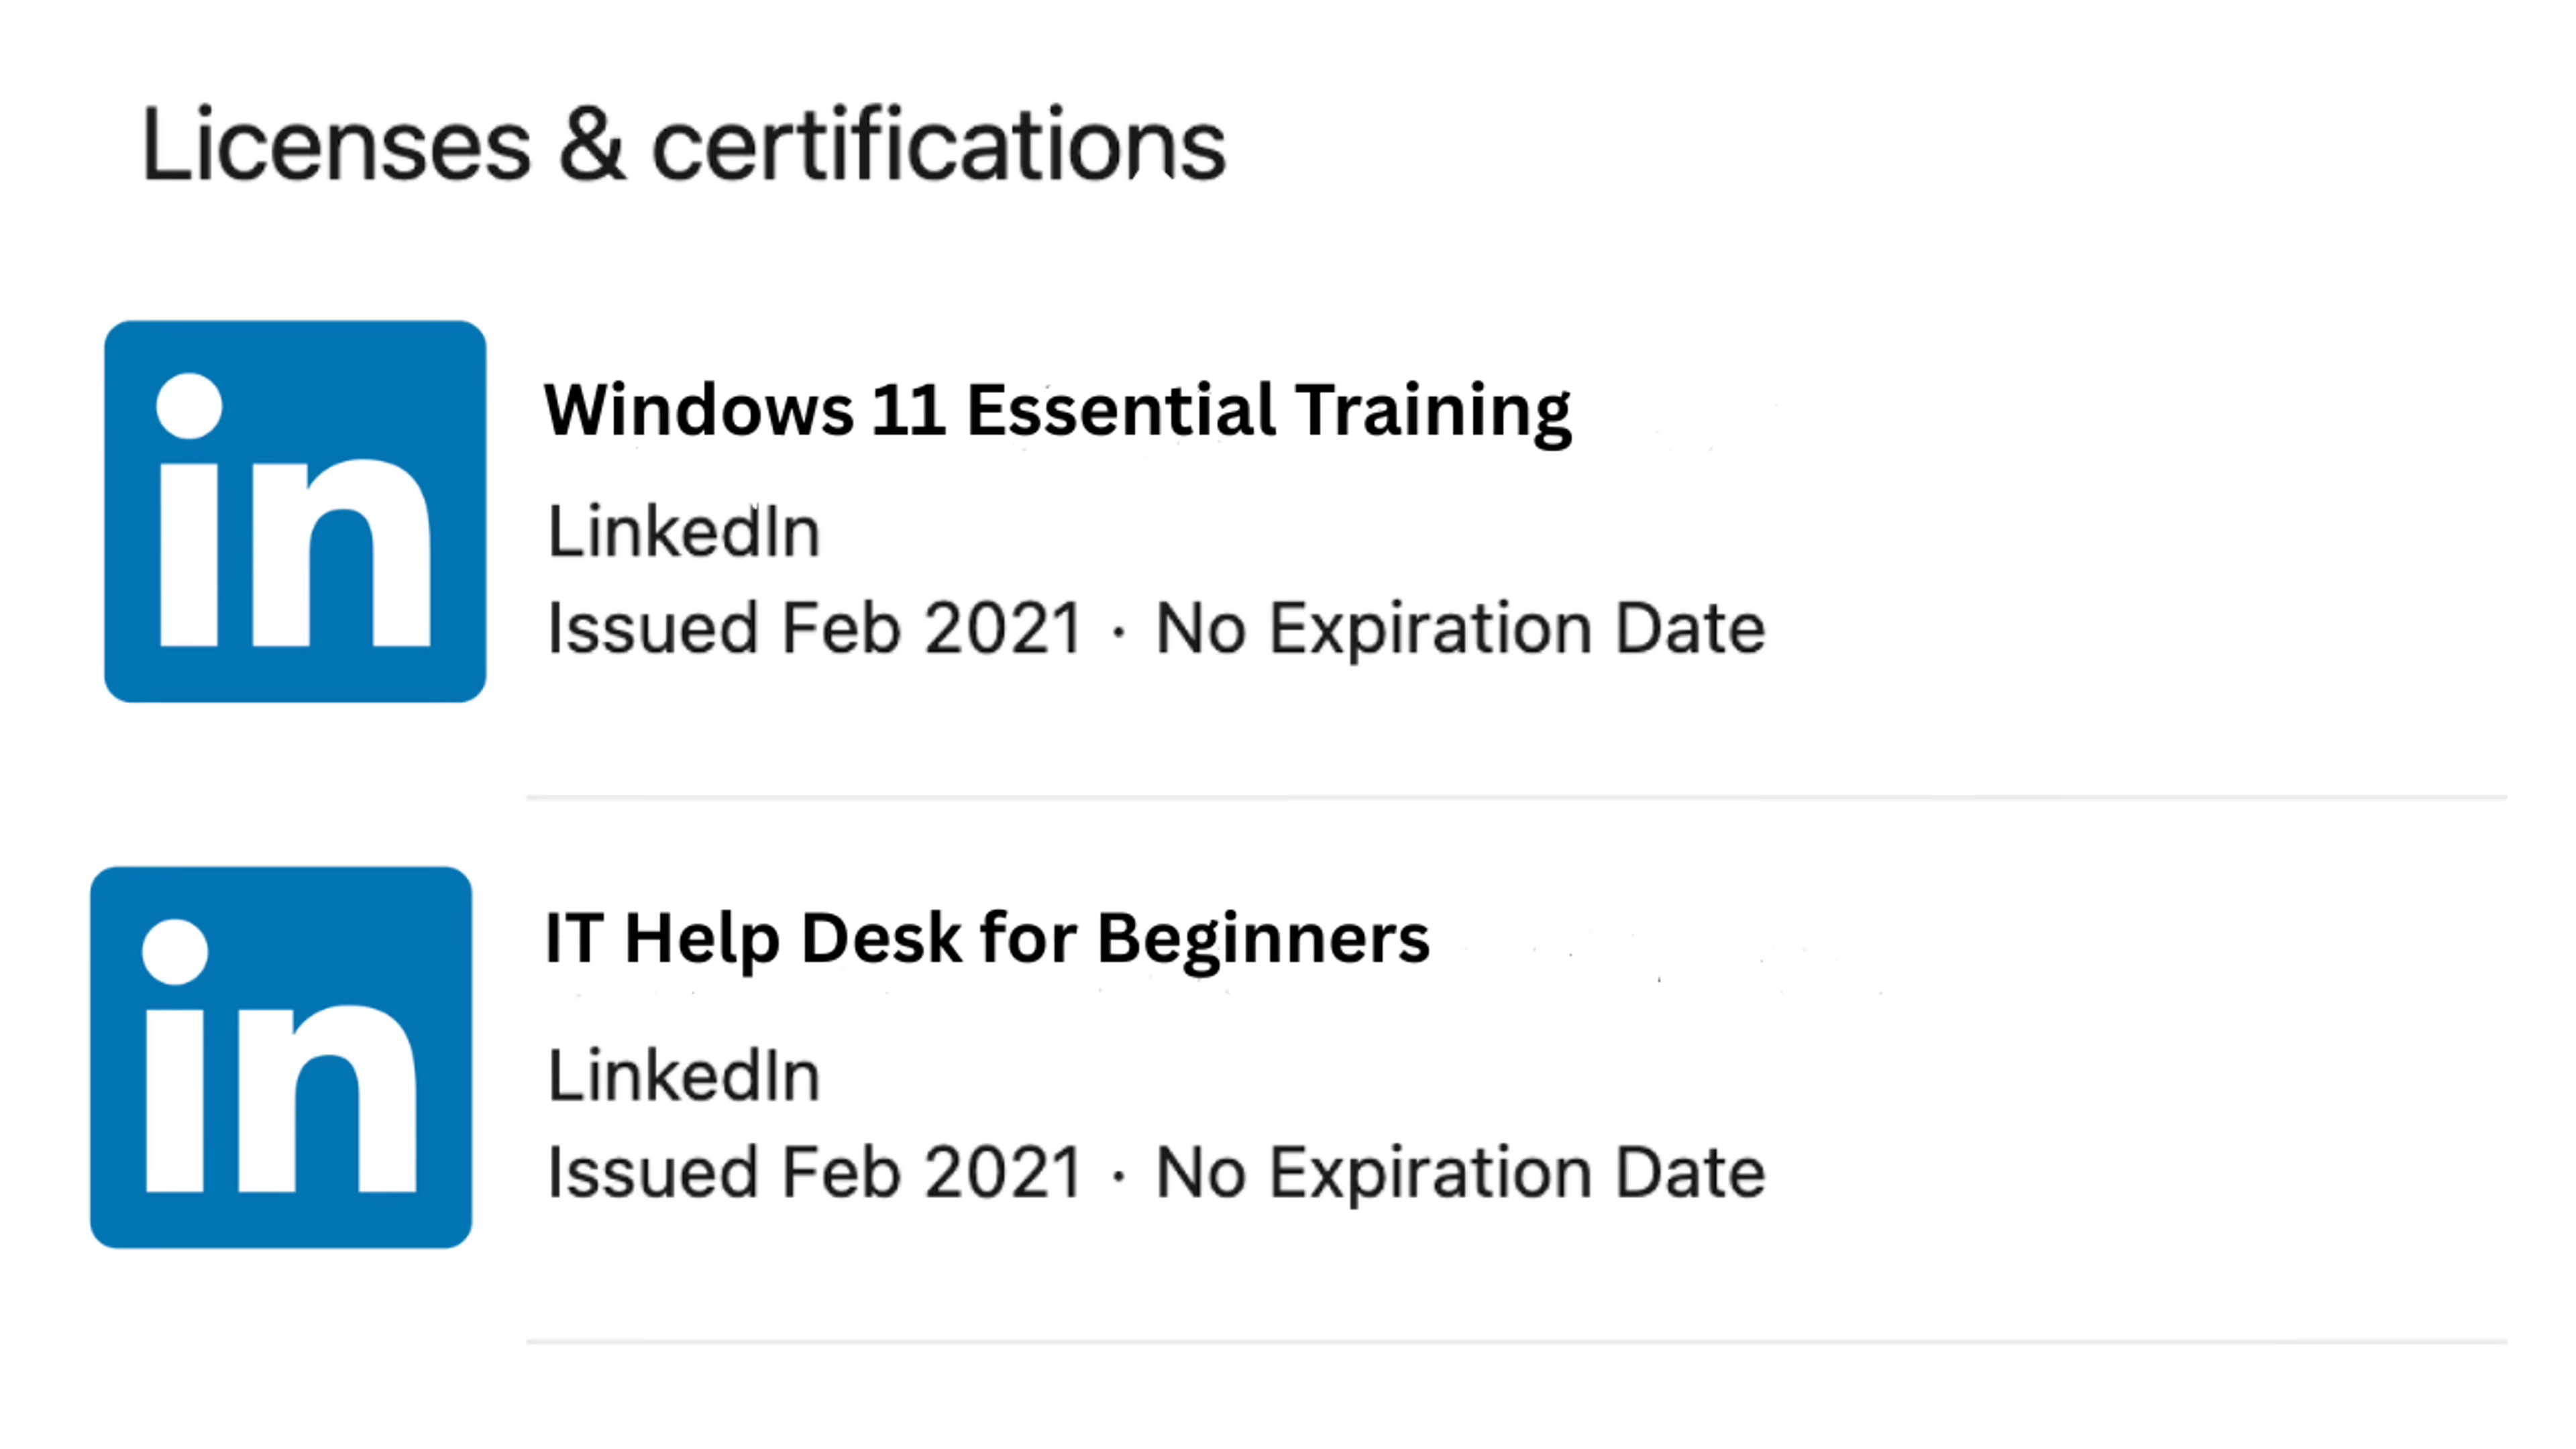 Licenses & certifications
in
Windows 11 Essential Training
LinkedIn
Issued Feb 2021 · No Expiration Date
in
IT Help Desk for Beginners
LinkedIn
Issued Feb 2021 · No Expiration Date